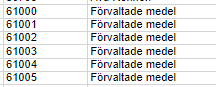 61000 Förvaltade medel
61001 Förvaltade medel
61002 Förvaltade medel
61003 Förvaltade medel
61004 Förvaltade medel
61005 Förvaltade medel